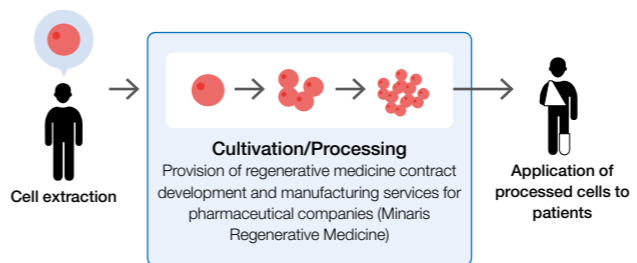 Cell extraction
Cultivation/Processing
Provision of regenerative medicine contract
development and manufacturing services for
pharmaceutical companies (Minaris
Regenerative Medicine)
Application of
processed cells to
patients